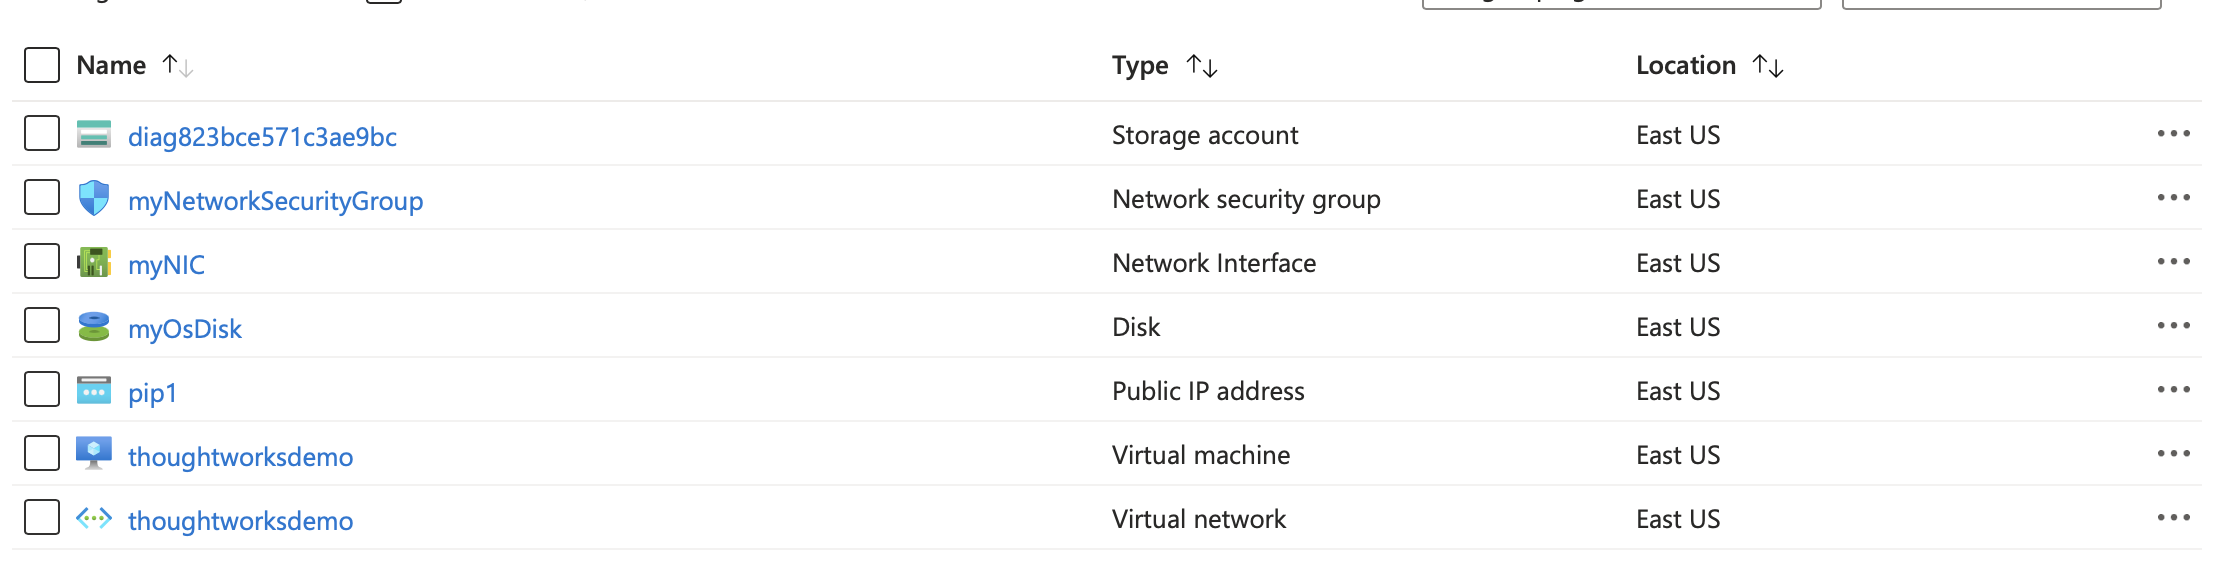 Name Type Location
diag823bce571c3ae9bc Storage account East US
myNetworkSecurityGroup Network security group East US
myNIC Network Interface East US
myOsDisk Disk East US
pip1 Public IP address East US
thoughtworksdemo Virtual machine East US
thoughtworksdemo Virtual network East US